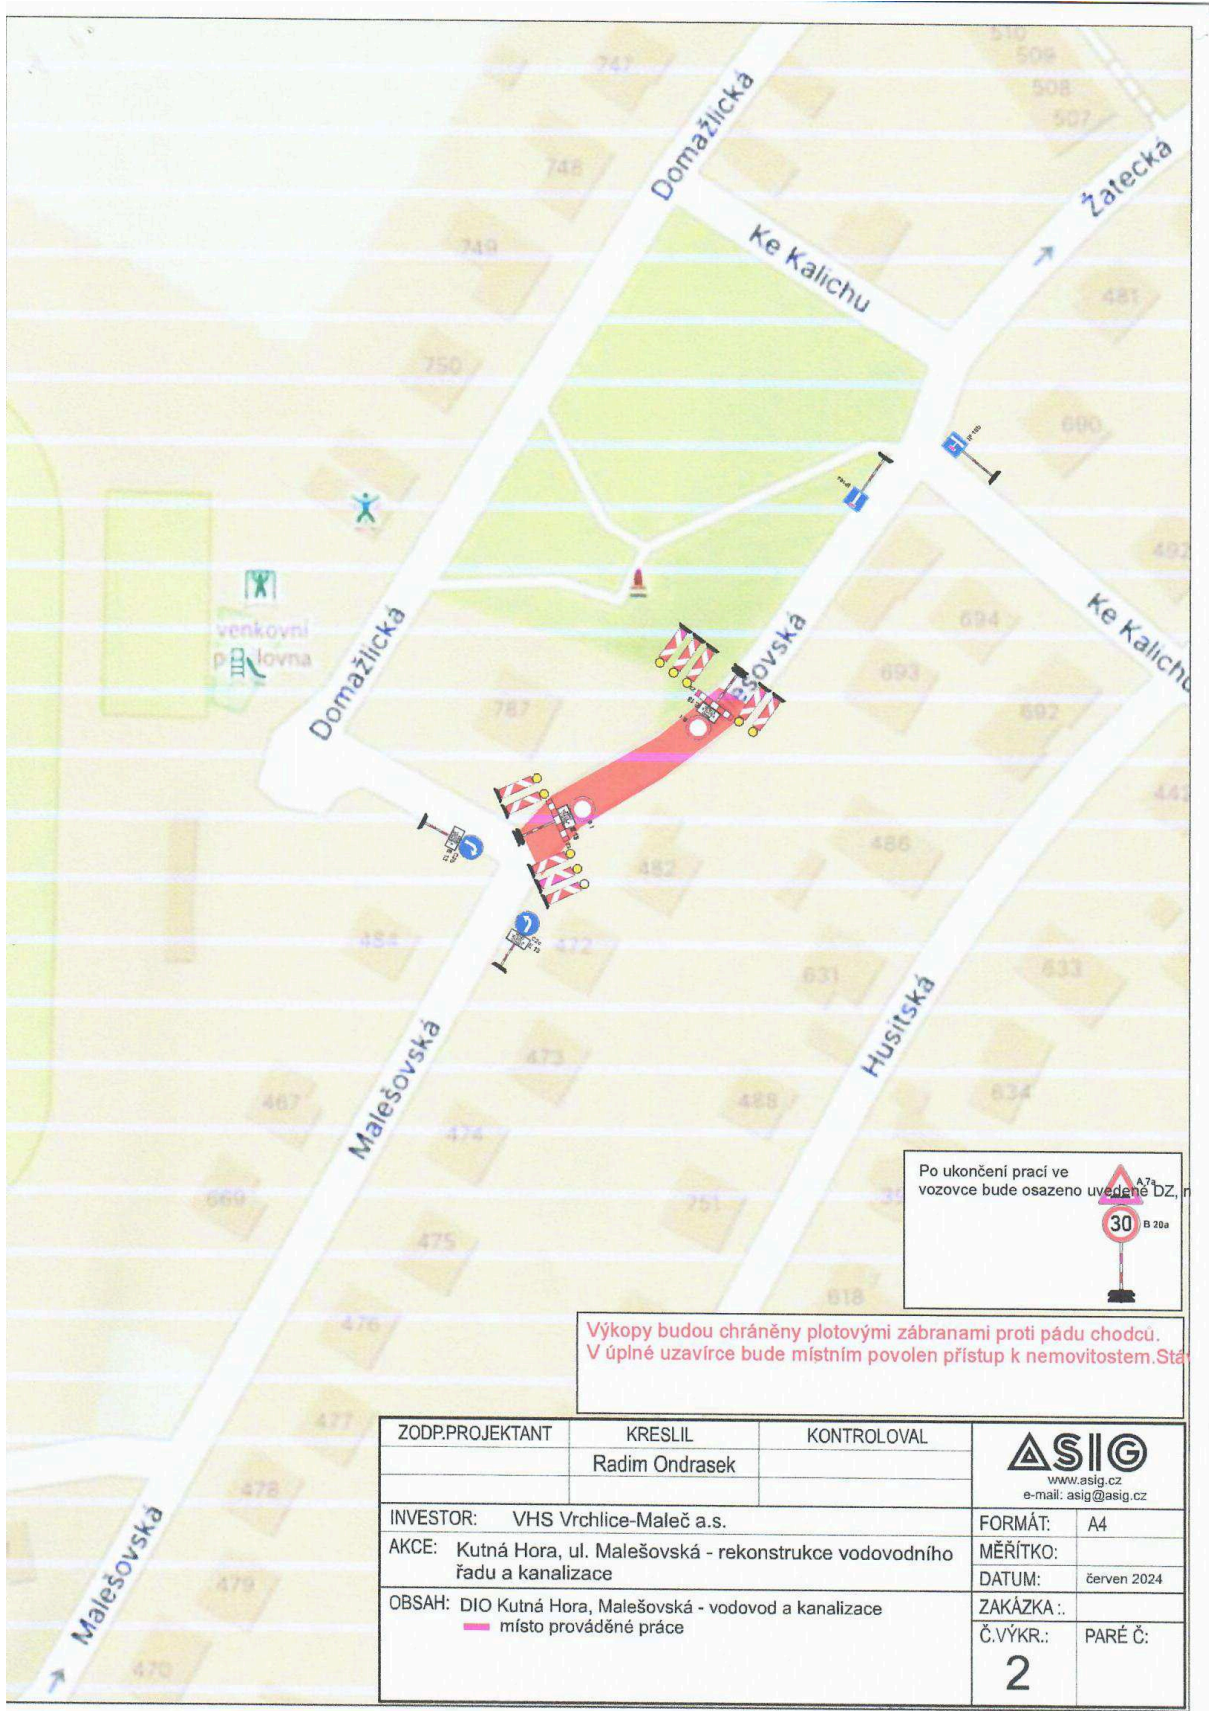 510
509
508
507
747
Domažlická
748
Žatecká
749
Ke Kalichu
481
750
690
492
venkovní
Domažlická
694
Ke Kalichu
693
787
692
442
486
482
484
472
631
633
Malešovská
Husitská
473
467
488
634
474
669
751
475
618
476
477
478
Malešovská
479
470
Po ukončení prací ve
vozovce bude osazeno uvedené DZ,
A 7a
30
B 20a
Výkopy budou chráněny plotovými zábranami proti pádu chodců.
V úplné uzavírce bude místním povolen přístup k nemovitostem.
ZODP.PROJEKTANT KRESLIL KONTROLOVAL
Radim Ondrasek
ASIG
www.asig.cz
e-mail: asig@asig.cz
INVESTOR: VHS Vrchlice-Maleč a.s.
FORMÁT: A4
AKCE: Kutná Hora, ul. Malešovská - rekonstrukce vodovodního
řadu a kanalizace
MĚŘÍTKO:
DATUM: červen 2024
OBSAH: DIO Kutná Hora, Malešovská - vodovod a kanalizace
místo prováděné práce
ZAKÁZKA :.
Č.VÝKR.: PARÉ Č:
2